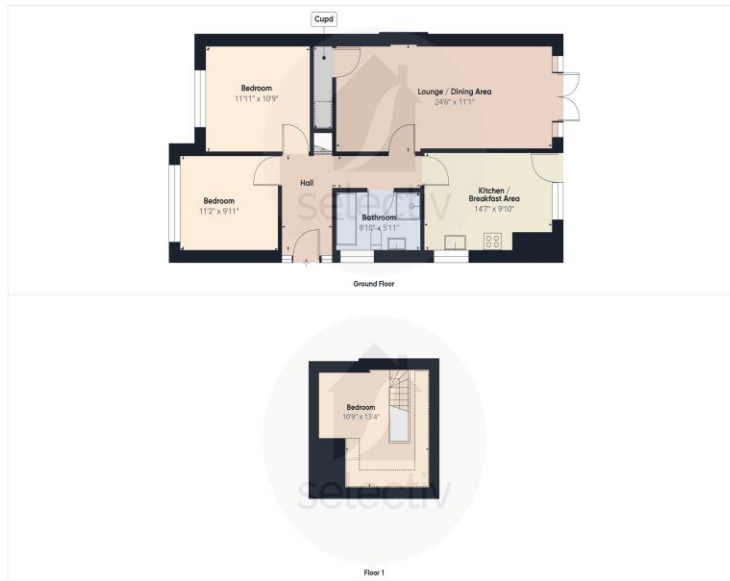 Cupd
Bedroom
11'11" x 10'9"
Lounge / Dining Area
24'6" x 11'1"
Hall
Bedroom
11'2" x 9'11"
Kitchen /
Breakfast Area
14'7" x 9'10"
Bathroom
9'10" x 5'11"
selectiv
Ground Floor
Bedroom
10'9" x 13'4"
selectiv
Floor 1